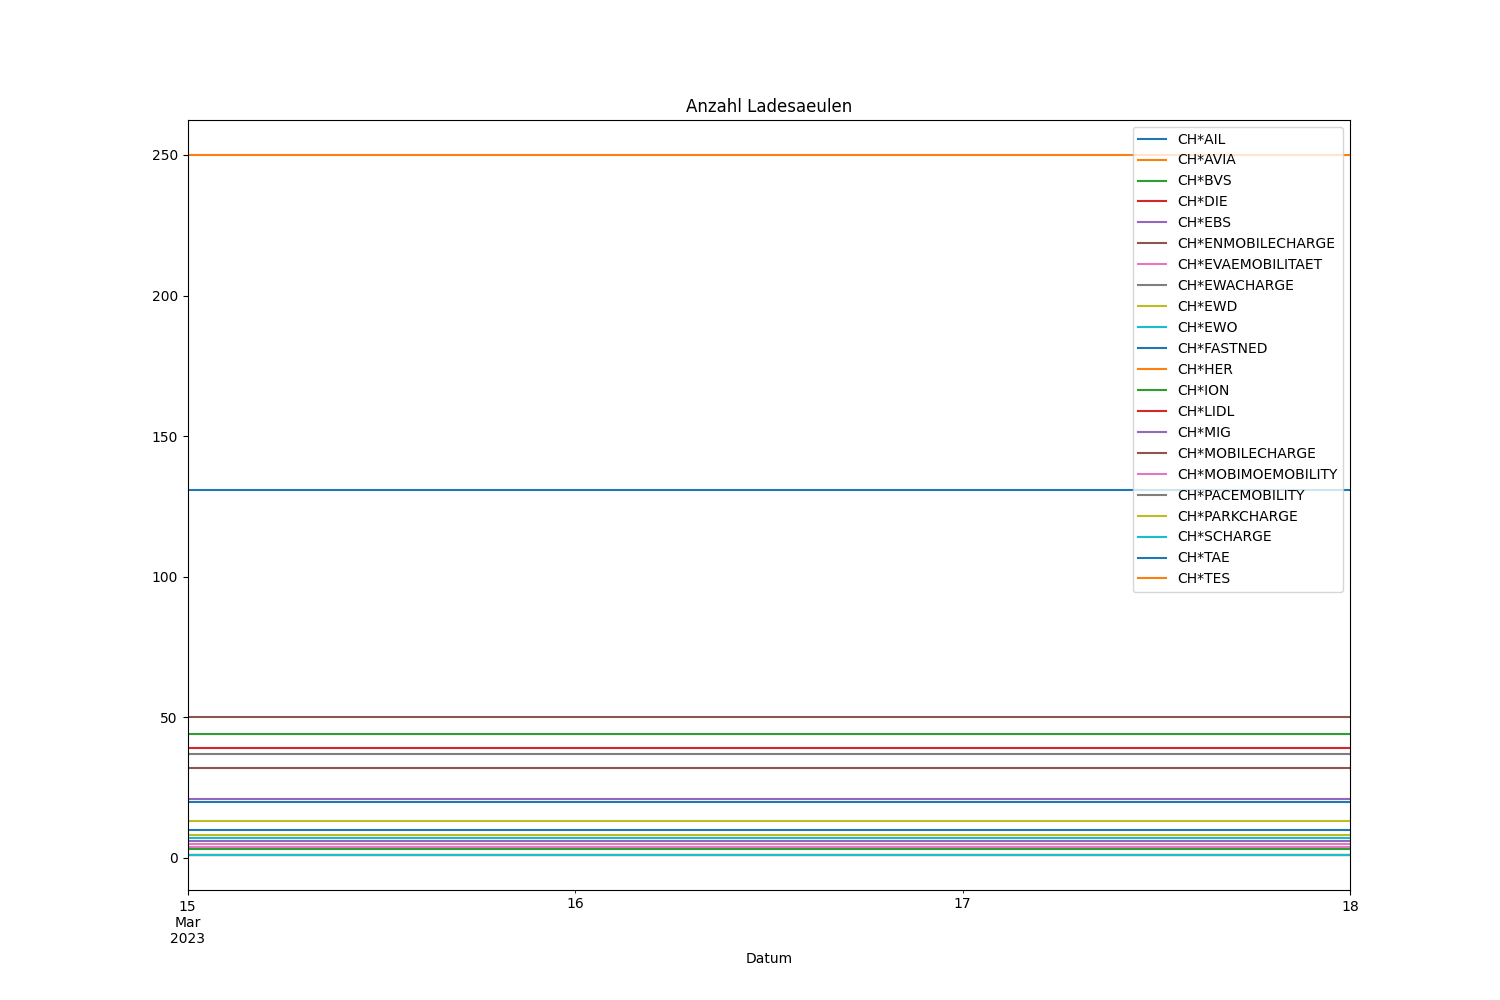 Anzahl Ladesaeulen
250
200
150
100
50
0
CH*AIL
CH*AVIA
CH*BVS
CH*DIE
CH*EBS
CH*ENMOBILECHARGE
CH*EVAEMOBILITAET
CH*EWACHARGE
CH*EWD
CH*EWO
CH*FASTNED
CH*HER
CH*ION
CH*LIDL
CH*MIG
CH*MOBILECHARGE
CH*MOBIMOEMOBILITY
CH*PACEMOBILITY
CH*PARKCHARGE
CH*SCHARGE
CH*TAE
CH*TES
15 16 17 18
Mar
2023
Datum